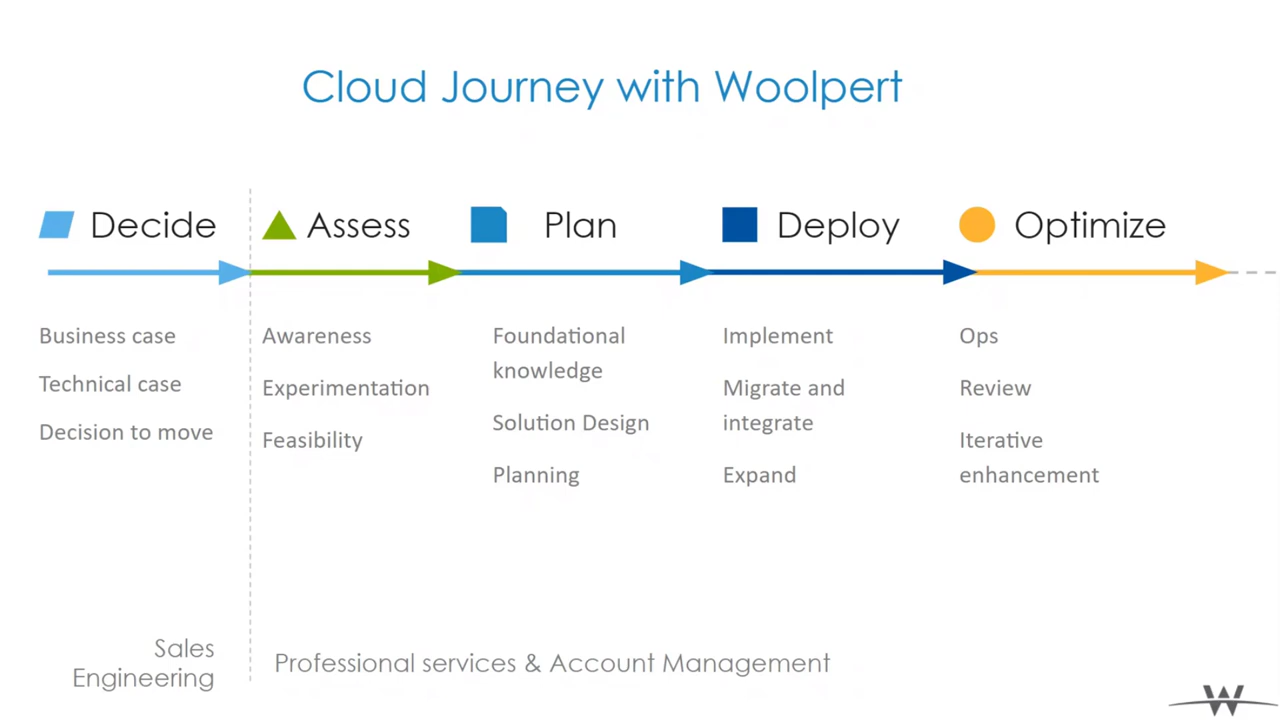 Cloud Journey with Woolpert
Decide
Assess
Plan
Deploy
Optimize
Business case
Technical case
Decision to move
Awareness
Experimentation
Feasibility
Foundational
knowledge
Solution Design
Planning
Implement
Migrate and
integrate
Expand
Ops
Review
Iterative
enhancement
Sales
Engineering
Professional services & Account Management
W